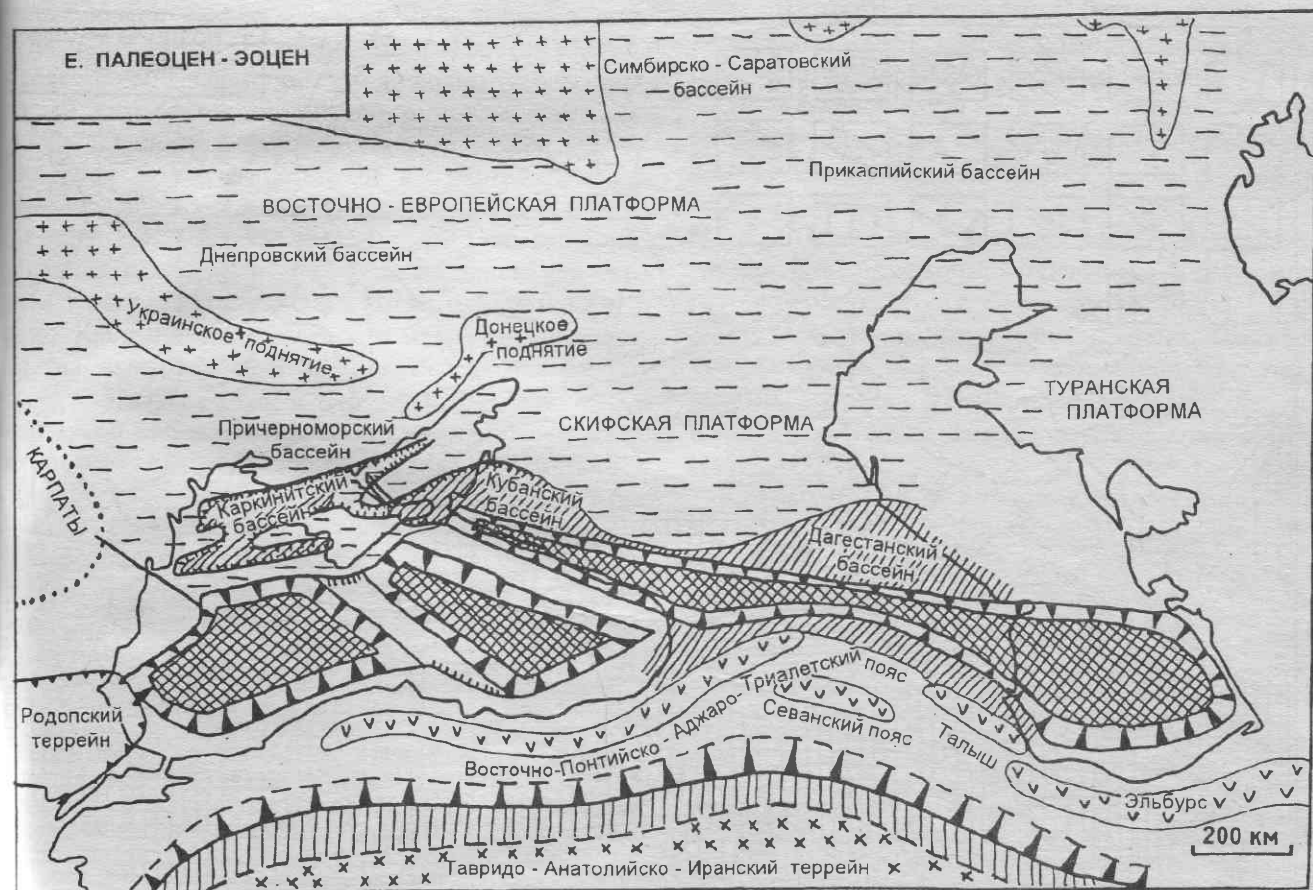 Е. ПАЛЕОЦЕН - ЭОЦЕН
Симбирско - Саратовский
бассейн
Прикаспийский бассейн
ВОСТОЧНО - ЕВРОПЕЙСКАЯ ПЛАТФОРМА
Днепровский бассейн
Украинское поднятие
Донецкое
поднятие
ТУРАНСКАЯ
ПЛАТФОРМА
СКИФСКАЯ ПЛАТФОРМА
Причерноморский
бассейн
КАРПАТЫ
Каркинитский
бассейн
Кубанский
бассейн
Дагестанский
бассейн
Родопский
террейн
Восточно-Понтийско-Аджаро-Триалетский пояс
Севанский пояс
Талыш
Эльбурс
200 км
Тавридо - Анатолийско - Иранский террейн